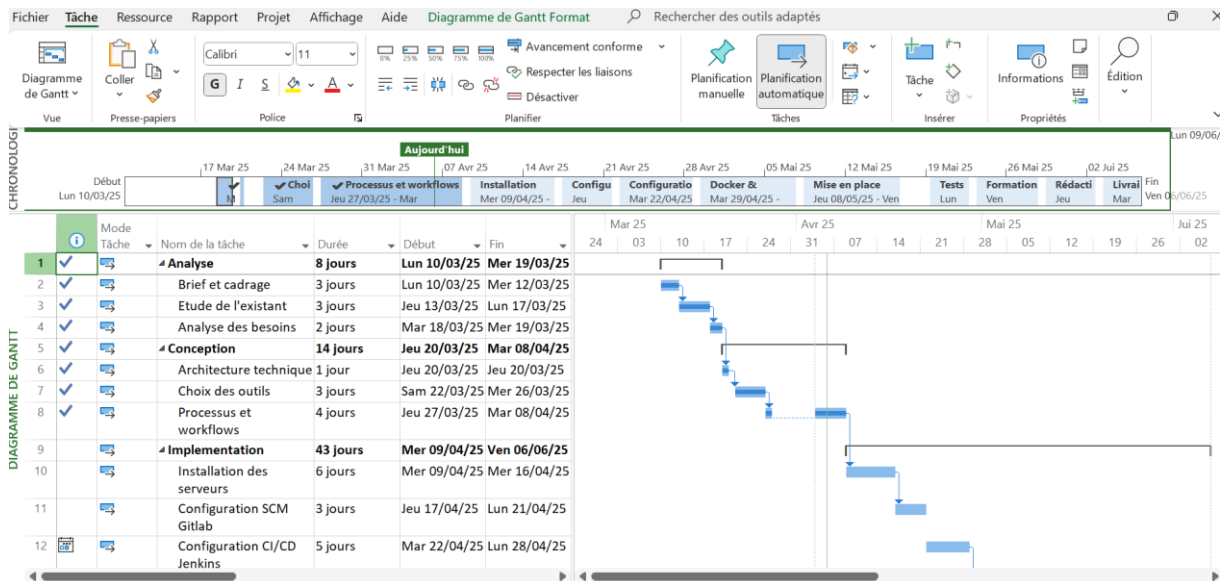 Fichier Tâche Ressource Rapport Projet Affichage Aide Diagramme de Gantt Format Rechercher des outils adaptés
Diagramme de Gantt
Vue
Coller
Presse-papiers
Calibri 11
G I S A
Police
0% 25% 50% 75% 100%
Avancement conforme
Respecter les liaisons
Désactiver
Planifier
Planification manuelle
Planification automatique
Tâches
Tâche
Insérer
Informations
Propriétés
Édition
CHRONOLOGI
Aujourd'hui
Lun 09/06/
17 Mar 25 24 Mar 25 31 Mar 25 07 Avr 25 14 Avr 25 21 Avr 25 28 Avr 25 05 Mai 25 12 Mai 25 19 Mai 25 26 Mai 25 02 Jui 25
Début
Lun 10/03/25
M
Choi
Sam
Processus et workflows
Jeu 27/03/25 - Mar
Installation
Mer 09/04/25 -
Configu
Jeu
Configuratio
Mar 22/04/25
Docker &
Mar 29/04/25 -
Mise en place
Jeu 08/05/25 - Ven
Tests
Lun
Formation
Ven
Rédacti
Jeu
Livrai
Mar
Fin
Ven 06/06/25
DIAGRAMME DE GANTT
Mode Tâche Nom de la tâche Durée Début Fin
Mar 25 Avr 25 Mai 25 Jui 25
24 03 10 17 24 31 07 14 21 28 05 12 19 26 02
1 Analyse 8 jours Lun 10/03/25 Mer 19/03/25
2 Brief et cadrage 3 jours Lun 10/03/25 Mer 12/03/25
3 Etude de l'existant 3 jours Jeu 13/03/25 Lun 17/03/25
4 Analyse des besoins 2 jours Mar 18/03/25 Mer 19/03/25
5 Conception 14 jours Jeu 20/03/25 Mar 08/04/25
6 Architecture technique 1 jour Jeu 20/03/25 Jeu 20/03/25
7 Choix des outils 3 jours Sam 22/03/25 Mer 26/03/25
8 Processus et workflows 4 jours Jeu 27/03/25 Mar 08/04/25
9 Implementation 43 jours Mer 09/04/25 Ven 06/06/25
10 Installation des serveurs 6 jours Mer 09/04/25 Mer 16/04/25
11 Configuration SCM Gitlab 3 jours Jeu 17/04/25 Lun 21/04/25
12 Configuration CI/CD Jenkins 5 jours Mar 22/04/25 Lun 28/04/25